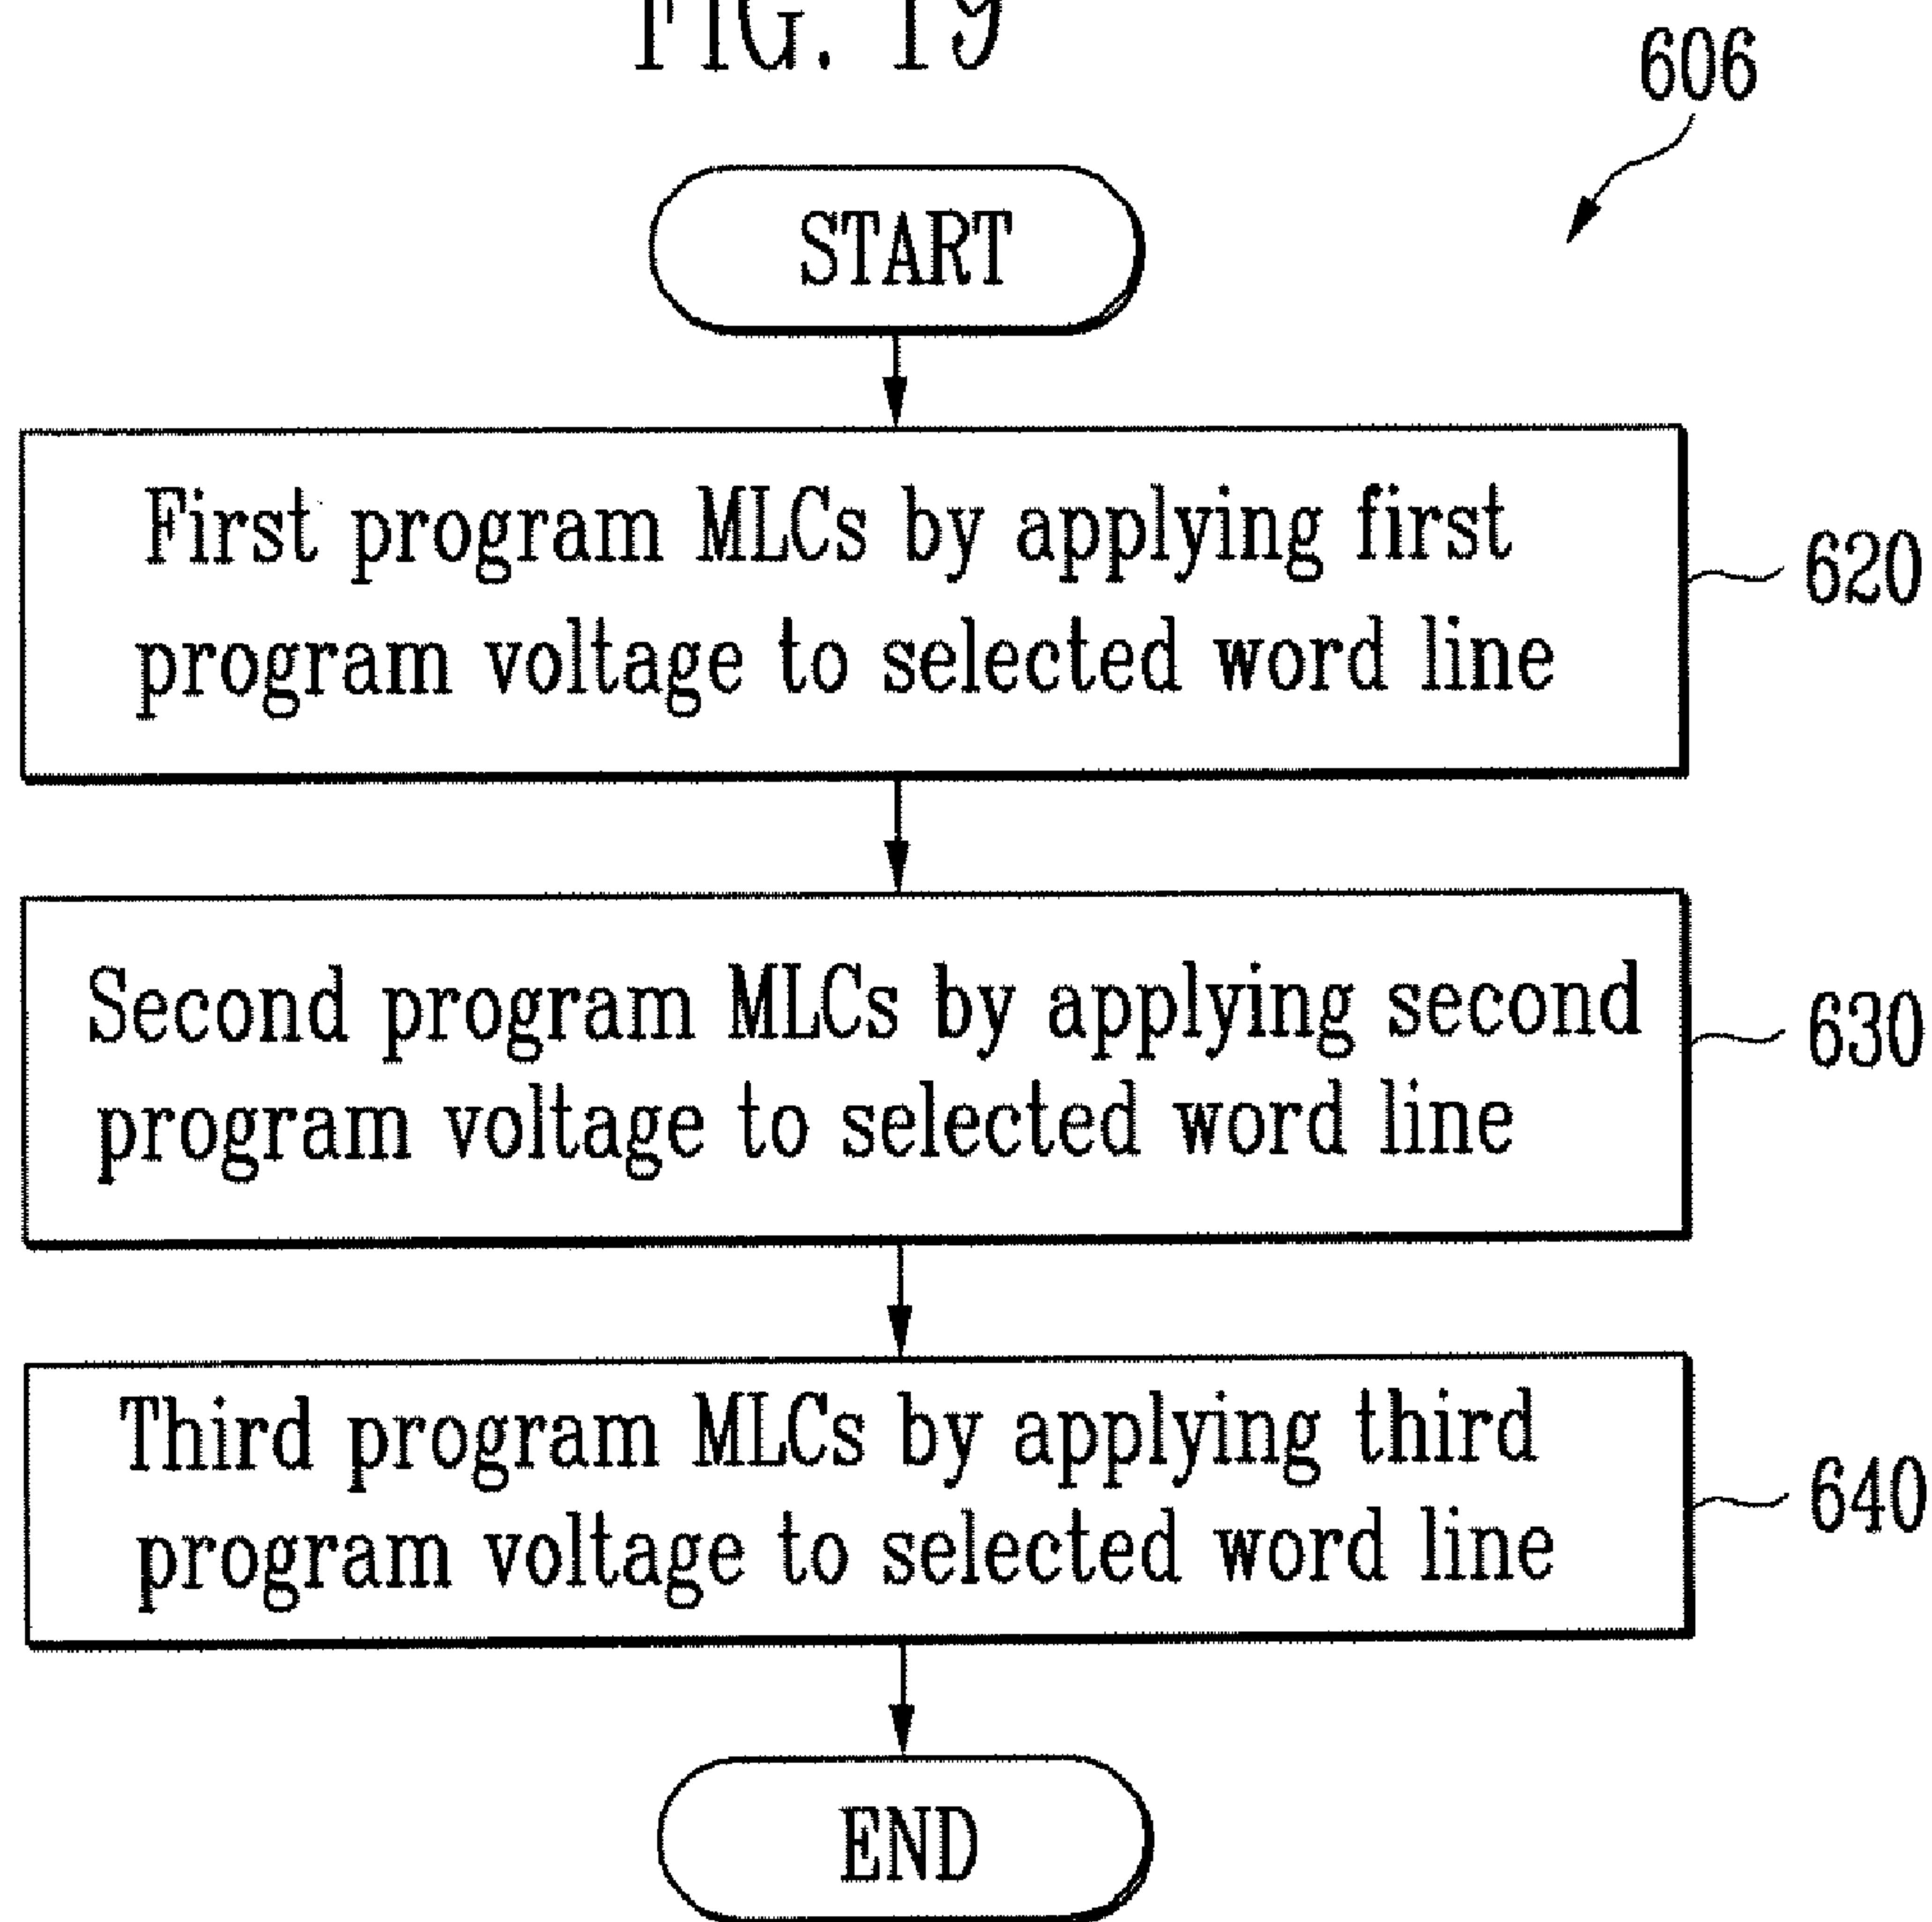 FIG. 19
606
START
First program MLCs by applying first
program voltage to selected word line
620
Second program MLCs by applying second
program voltage to selected word line
630
Third program MLCs by applying third
program voltage to selected word line
640
END